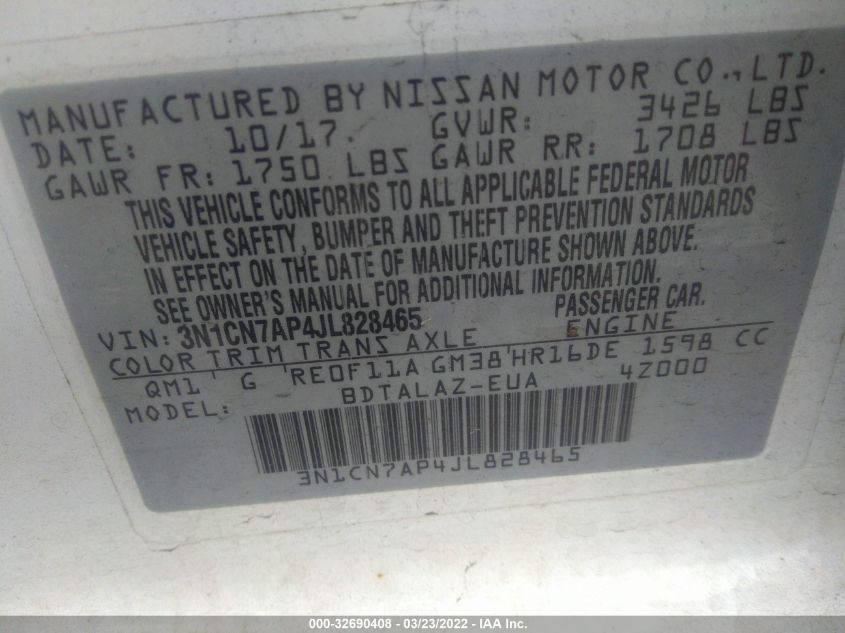 MANUFACTURED BY NISSAN MOTOR CO., LTD.
DATE: 10/17. GVWR: 3426 LBS
GAWR FR: 1750 LBS GAWR RR: 1708 LBS
THIS VEHICLE CONFORMS TO ALL APPLICABLE FEDERAL MOTOR
VEHICLE SAFETY, BUMPER AND THEFT PREVENTION STANDARDS
IN EFFECT ON THE DATE OF MANUFACTURE SHOWN ABOVE.
SEE OWNER'S MANUAL FOR ADDITIONAL INFORMATION.
VIN: 3N1CN7AP4JL828465 PASSENGER CAR.
COLOR TRIM TRANS AXLE ENGINE
QM1 G RE0F11A GM38 HR16DE 1598 CC
MODEL: BDTALAZ-EUA 4Z000
3N1CN7AP4JL828465
000-32690408 - 03/23/2022 - IAA Inc.